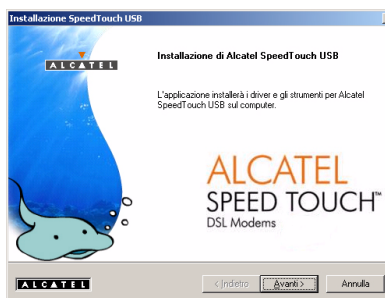 Installazione SpeedTouch USB
ALCATEL
Installazione di Alcatel SpeedTouch USB
L'applicazione installerà i driver e gli strumenti per Alcatel
SpeedTouch USB sul computer.
ALCATEL
SPEED TOUCH™
DSL Modems
ALCATEL
< Indietro
Avanti >
Annulla